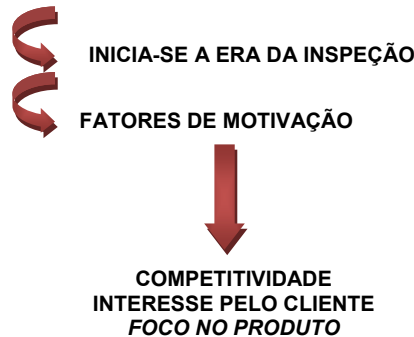 INICIA-SE A ERA DA INSPEÇÃO
FATORES DE MOTIVAÇÃO
COMPETITIVIDADE
INTERESSE PELO CLIENTE
FOCO NO PRODUTO